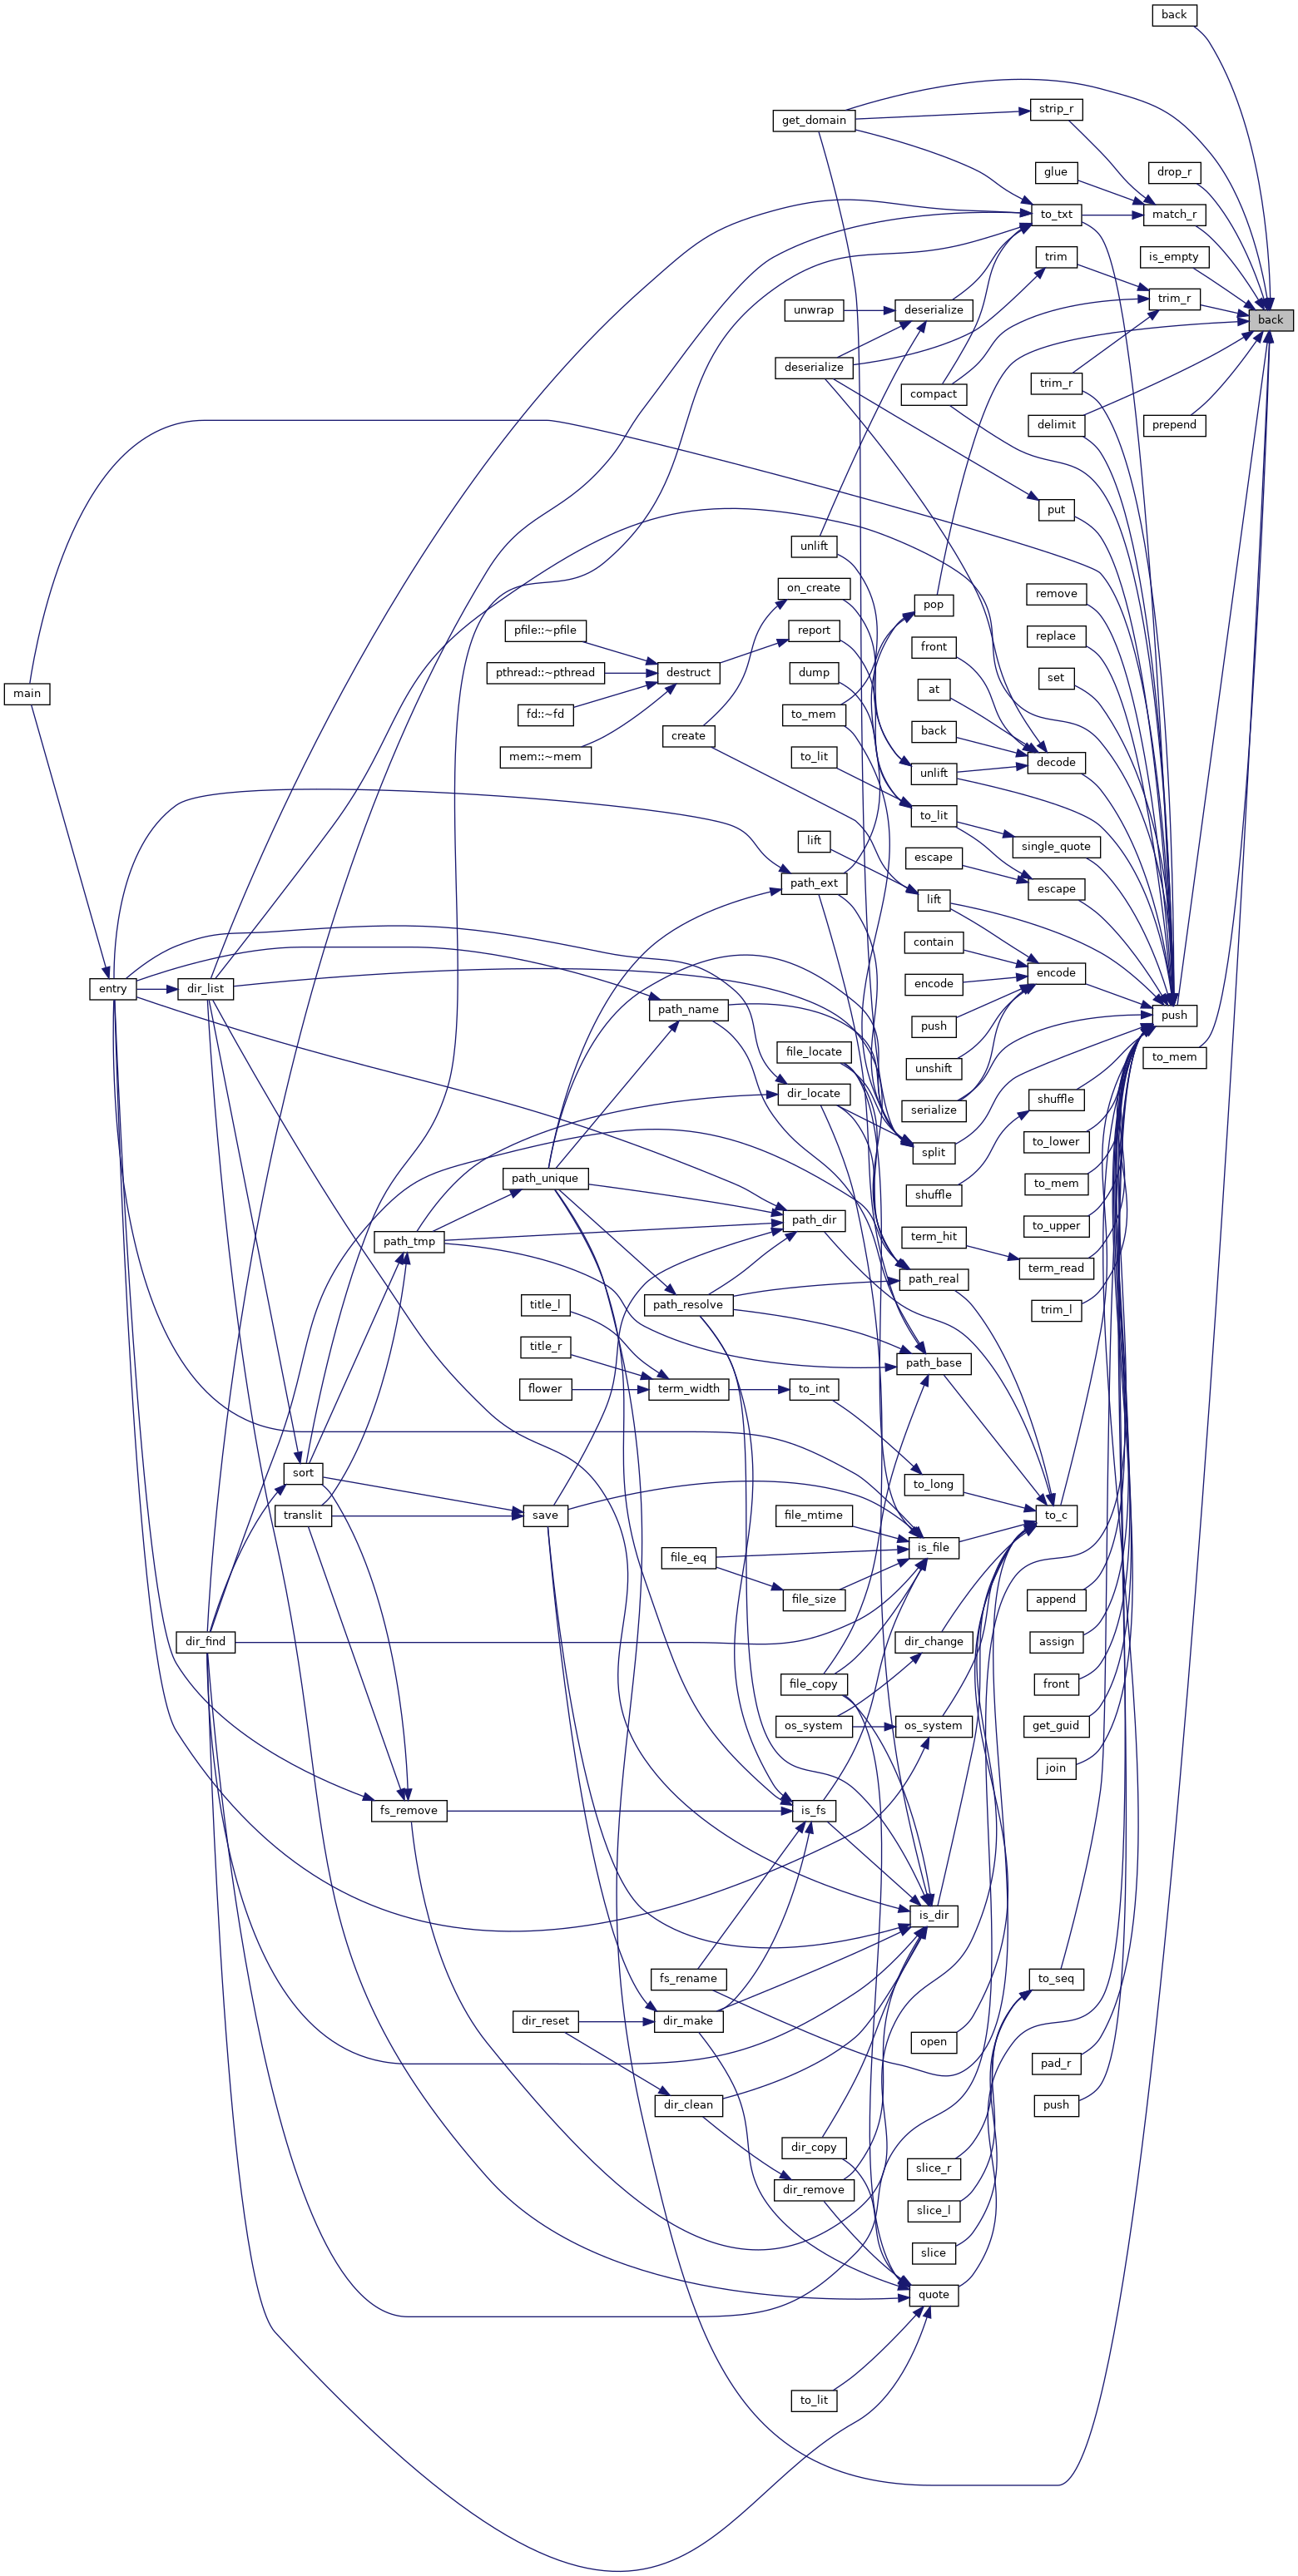 back
strip_r
get_domain
glue
drop_r
to_txt
match_r
trim
is_empty
trim_r
unwrap
deserialize
back
deserialize
trim_r
compact
delimit
prepend
put
unlift
on_create
remove
pop
pfile::~pfile
report
replace
front
pthread::~pthread
destruct
dump
set
main
at
fd::~fd
to_mem
back
create
mem::~mem
to_lit
decode
unlift
to_lit
lift
single_quote
escape
path_ext
escape
lift
contain
encode
entry
dir_list
encode
path_name
push
push
file_locate
to_mem
unshift
dir_locate
shuffle
serialize
to_lower
split
path_unique
to_mem
shuffle
path_dir
to_upper
path_tmp
term_hit
term_read
path_real
title_l
path_resolve
trim_l
title_r
path_base
flower
term_width
to_int
sort
to_long
translit
save
file_mtime
to_c
is_file
file_eq
file_size
append
dir_find
dir_change
assign
file_copy
front
os_system
os_system
get_guid
join
fs_remove
is_fs
is_dir
fs_rename
to_seq
dir_reset
dir_make
open
pad_r
dir_clean
push
dir_copy
slice_r
dir_remove
slice_l
slice
quote
to_lit